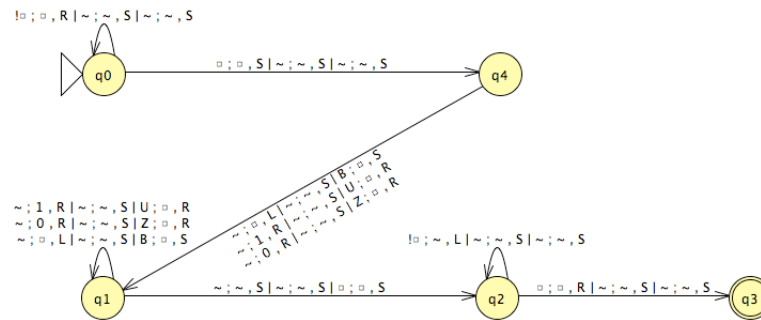 !□;□,R|~;~,S|~;~,S
q0
□;□,S|~;~,S|~;~,S
q4
~;□,L|~;~,S|B;□,S
~;1,R|~;~,S|U;□,R
~;0,R|~;~,S|Z;□,R
~;1,R|~;~,S|U;□,R
~;0,R|~;~,S|Z;□,R
~;□,L|~;~,S|B;□,S
q1
~;~,S|~;~,S|□;□,S
!□;~,L|~;~,S|~;~,S
q2
□;□,R|~;~,S|~;~,S
q3